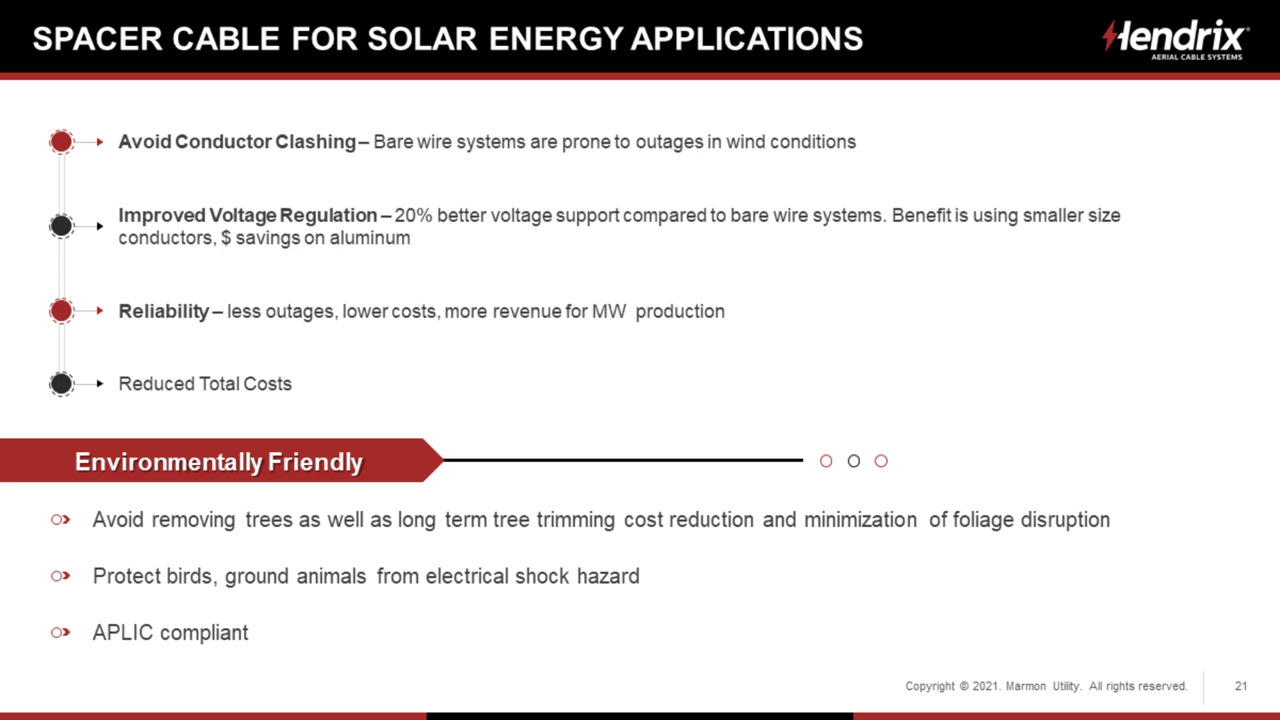 SPACER CABLE FOR SOLAR ENERGY APPLICATIONS
Hendrix®
AERIAL CABLE SYSTEMS
Avoid Conductor Clashing – Bare wire systems are prone to outages in wind conditions
Improved Voltage Regulation – 20% better voltage support compared to bare wire systems. Benefit is using smaller size
conductors, $ savings on aluminum
Reliability – less outages, lower costs, more revenue for MW production
Reduced Total Costs
Environmentally Friendly
Avoid removing trees as well as long term tree trimming cost reduction and minimization of foliage disruption
Protect birds, ground animals from electrical shock hazard
APLIC compliant
Copyright © 2021. Marmon Utility. All rights reserved.
21